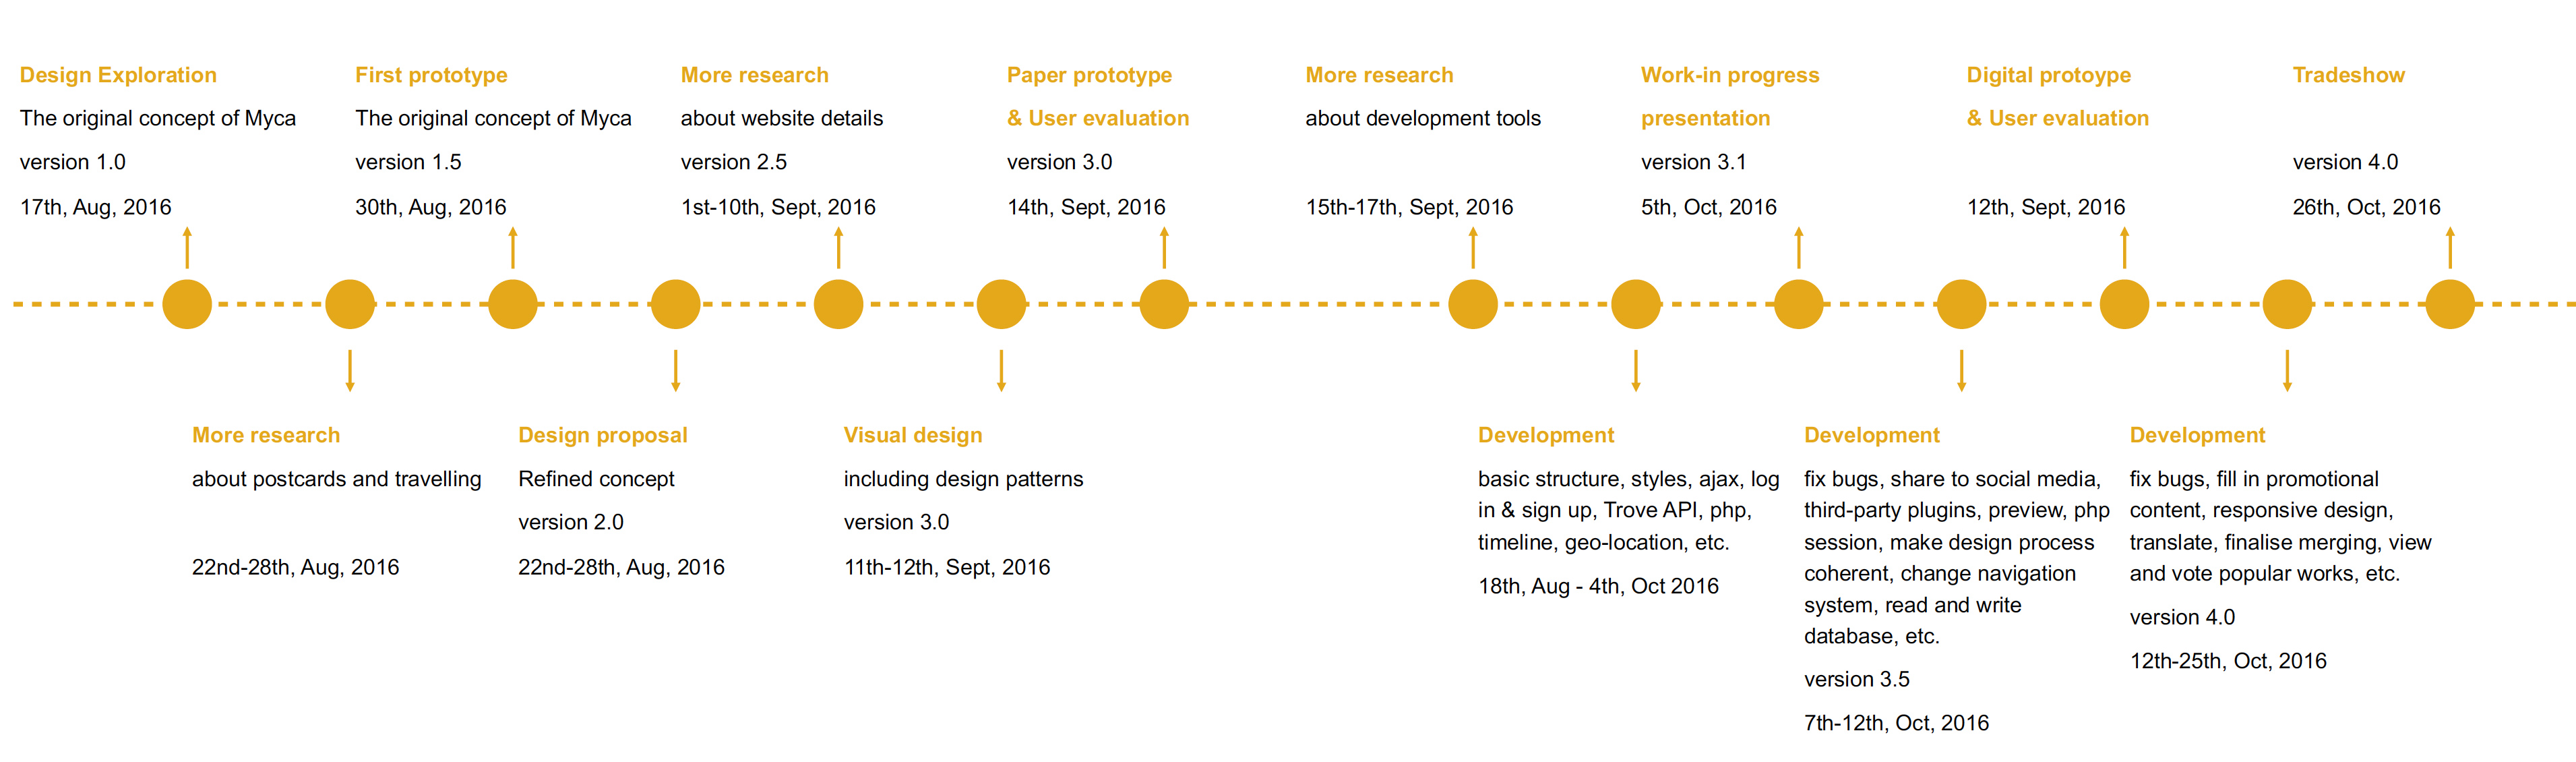 Design Exploration
The original concept of Myca
version 1.0
17th, Aug, 2016
First prototype
The original concept of Myca
version 1.5
30th, Aug, 2016
More research
about website details
version 2.5
1st-10th, Sept, 2016
Paper prototype
& User evaluation
version 3.0
14th, Sept, 2016
More research
about development tools
15th-17th, Sept, 2016
Work-in progress
presentation
version 3.1
5th, Oct, 2016
Digital protoype
& User evaluation
12th, Sept, 2016
Tradeshow
version 4.0
26th, Oct, 2016
More research
about postcards and travelling
22nd-28th, Aug, 2016
Design proposal
Refined concept
version 2.0
22nd-28th, Aug, 2016
Visual design
including design patterns
version 3.0
11th-12th, Sept, 2016
Development
basic structure, styles, ajax, log
in & sign up, Trove API, php,
timeline, geo-location, etc.
18th, Aug - 4th, Oct 2016
Development
fix bugs, share to social media,
third-party plugins, preview, php
session, make design process
coherent, change navigation
system, read and write
database, etc.
version 3.5
7th-12th, Oct, 2016
Development
fix bugs, fill in promotional
content, responsive design,
translate, finalise merging, view
and vote popular works, etc.
version 4.0
12th-25th, Oct, 2016